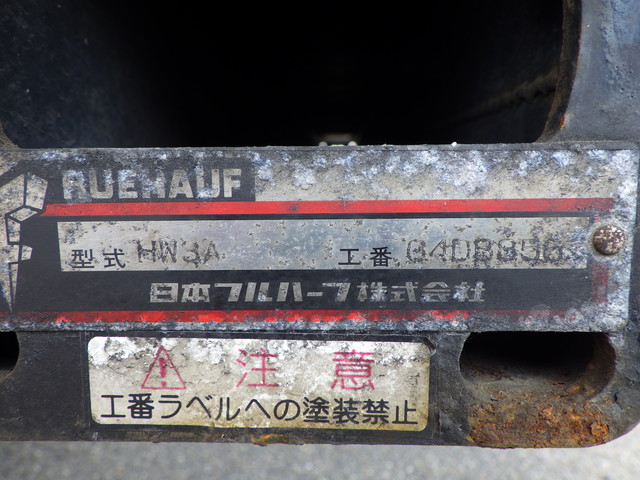 RUEHAUF
型式 HW3A 工番
日本フルハーフ株式会社
注意
工番ラベルへの塗装禁止